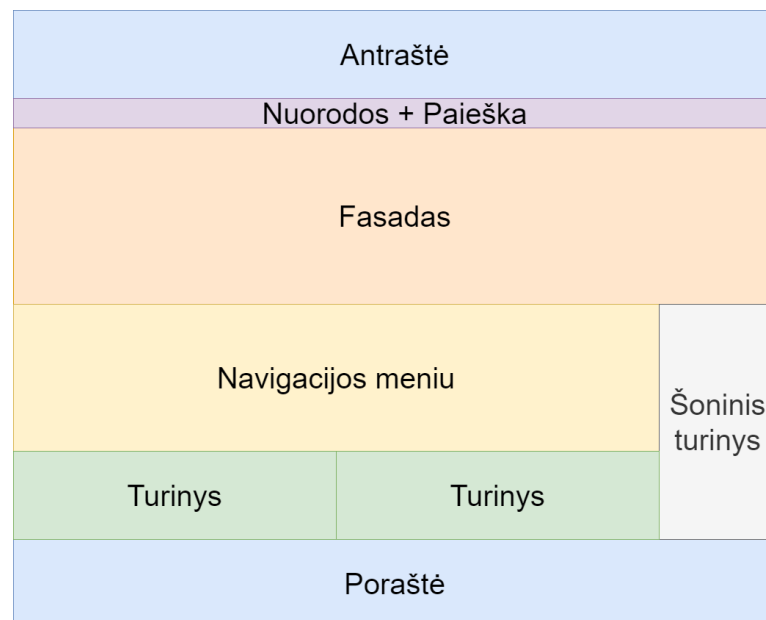 Antraštė
Nuorodos + Paieška
Fasadas
Navigacijos meniu
Šoninis
turinys
Turinys
Turinys
Poraštė